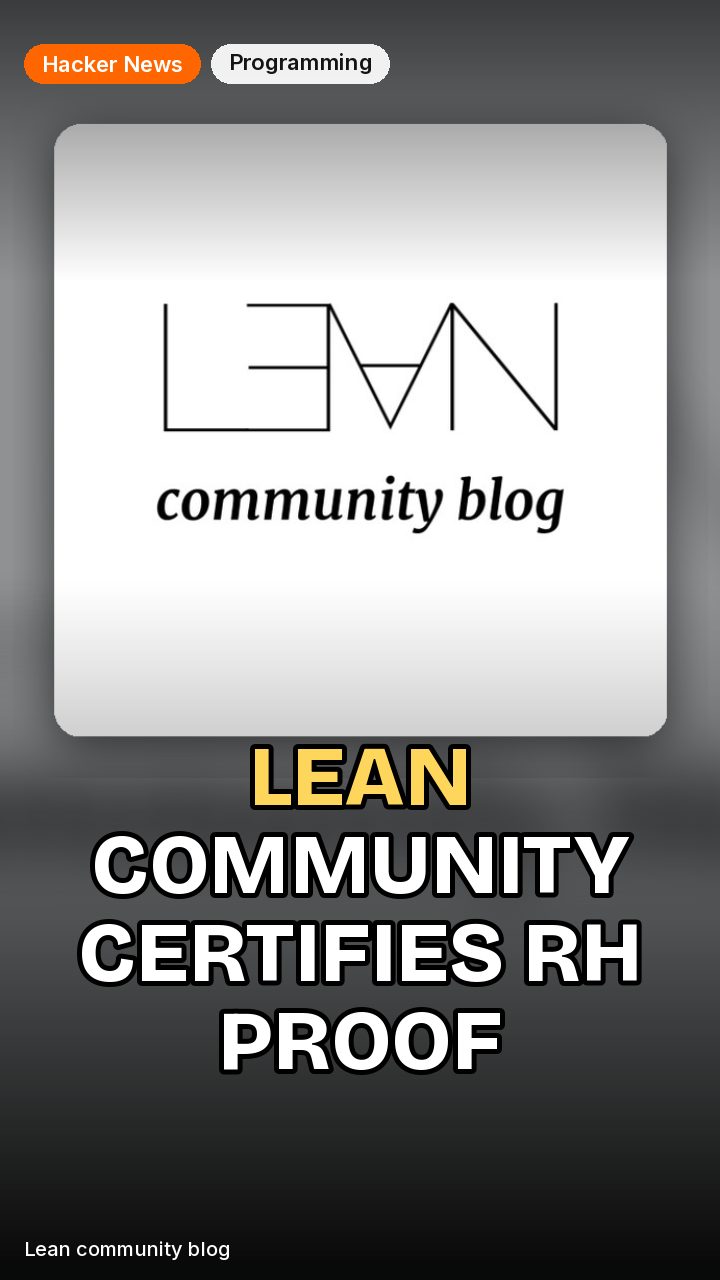 Hacker News
Programming
LEAN
community blog
LEAN
COMMUNITY
CERTIFIES RH
PROOF
Lean community blog